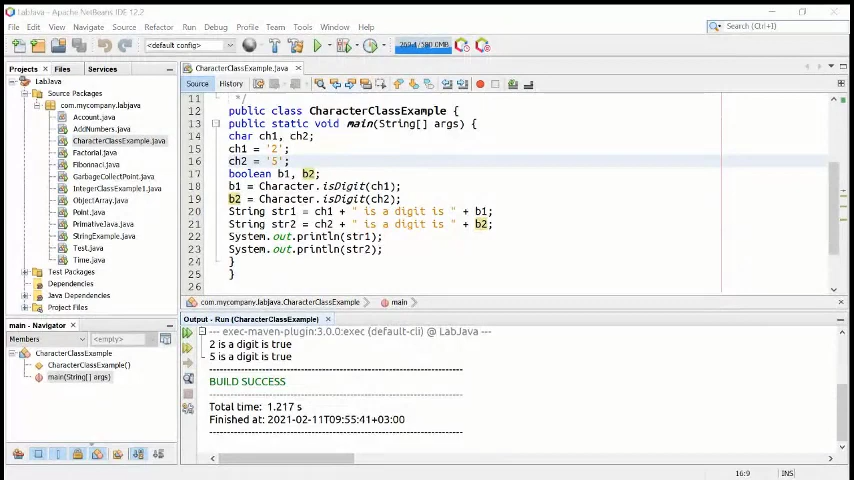 LabJava - Apache NetBeans IDE 12.2
File Edit View Navigate Source Refactor Run Debug Profile Team Tools Window Help
Search (Ctrl+I)
<default config>
269.4/580.0MB
Projects Files Services
CharacterClassExample.java
Source History
LabJava
Source Packages
com.mycompany.labjava
Account.java
AddNumbers.java
CharacterClassExample.java
Factorial.java
Fibonnaci.java
GarbageCollectPoint.java
IntegerClassExample1.java
ObjectArray.java
Point.java
PrimativeJava.java
StringExample.java
Test.java
Time.java
Test Packages
Dependencies
Java Dependencies
Project Files
11 */
12 public class CharacterClassExample {
13 public static void main(String[] args) {
14 char ch1, ch2;
15 ch1 = '2';
16 ch2 = '5';
17 boolean b1, b2;
18 b1 = Character.isDigit(ch1);
19 b2 = Character.isDigit(ch2);
20 String str1 = ch1 + " is a digit is " + b1;
21 String str2 = ch2 + " is a digit is " + b2;
22 System.out.println(str1);
23 System.out.println(str2);
24 }
25 }
26
com.mycompany.labjava.CharacterClassExample main
main - Navigator
Members <empty>
CharacterClassExample
CharacterClassExample()
main(String[] args)
Output - Run (CharacterClassExample)
--- exec-maven-plugin:3.0.0:exec (default-cli) @ LabJava ---
2 is a digit is true
5 is a digit is true
------------------------------------------------------------------------
BUILD SUCCESS
------------------------------------------------------------------------
Total time: 1.217 s
Finished at: 2021-02-11T09:55:41+03:00
------------------------------------------------------------------------
16:9 INS